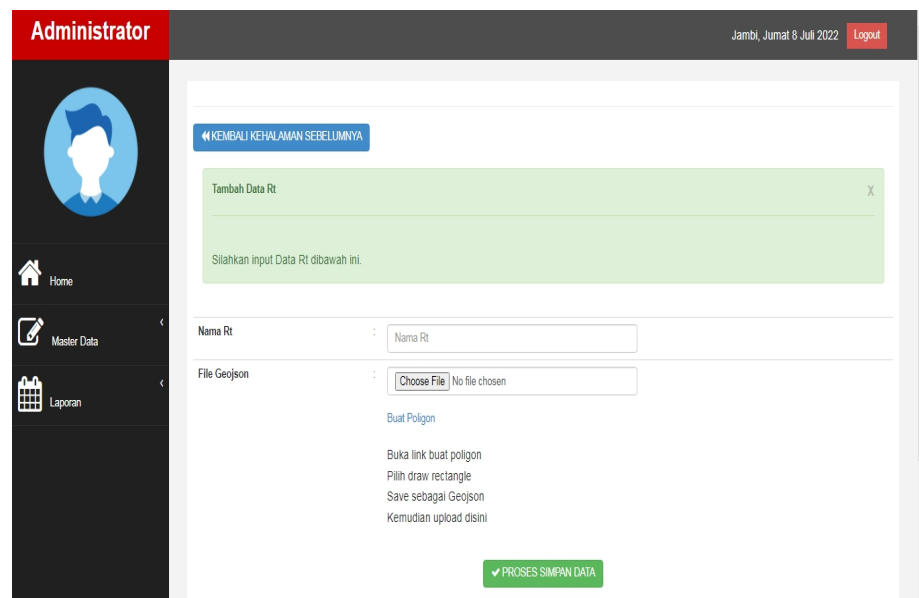 Administrator
Jambi, Jumat 8 Juli 2022 Logout
KEMBALI KEHALAMAN SEBELUMNYA
Tambah Data Rt X
Silahkan input Data Rt dibawah ini.
Home
Master Data
Laporan
Nama Rt : Nama Rt
File Geojson : Choose File No file chosen
Buat Poligon
Buka link buat poligon
Pilih draw rectangle
Save sebagai Geojson
Kemudian upload disini
PROSES SIMPAN DATA